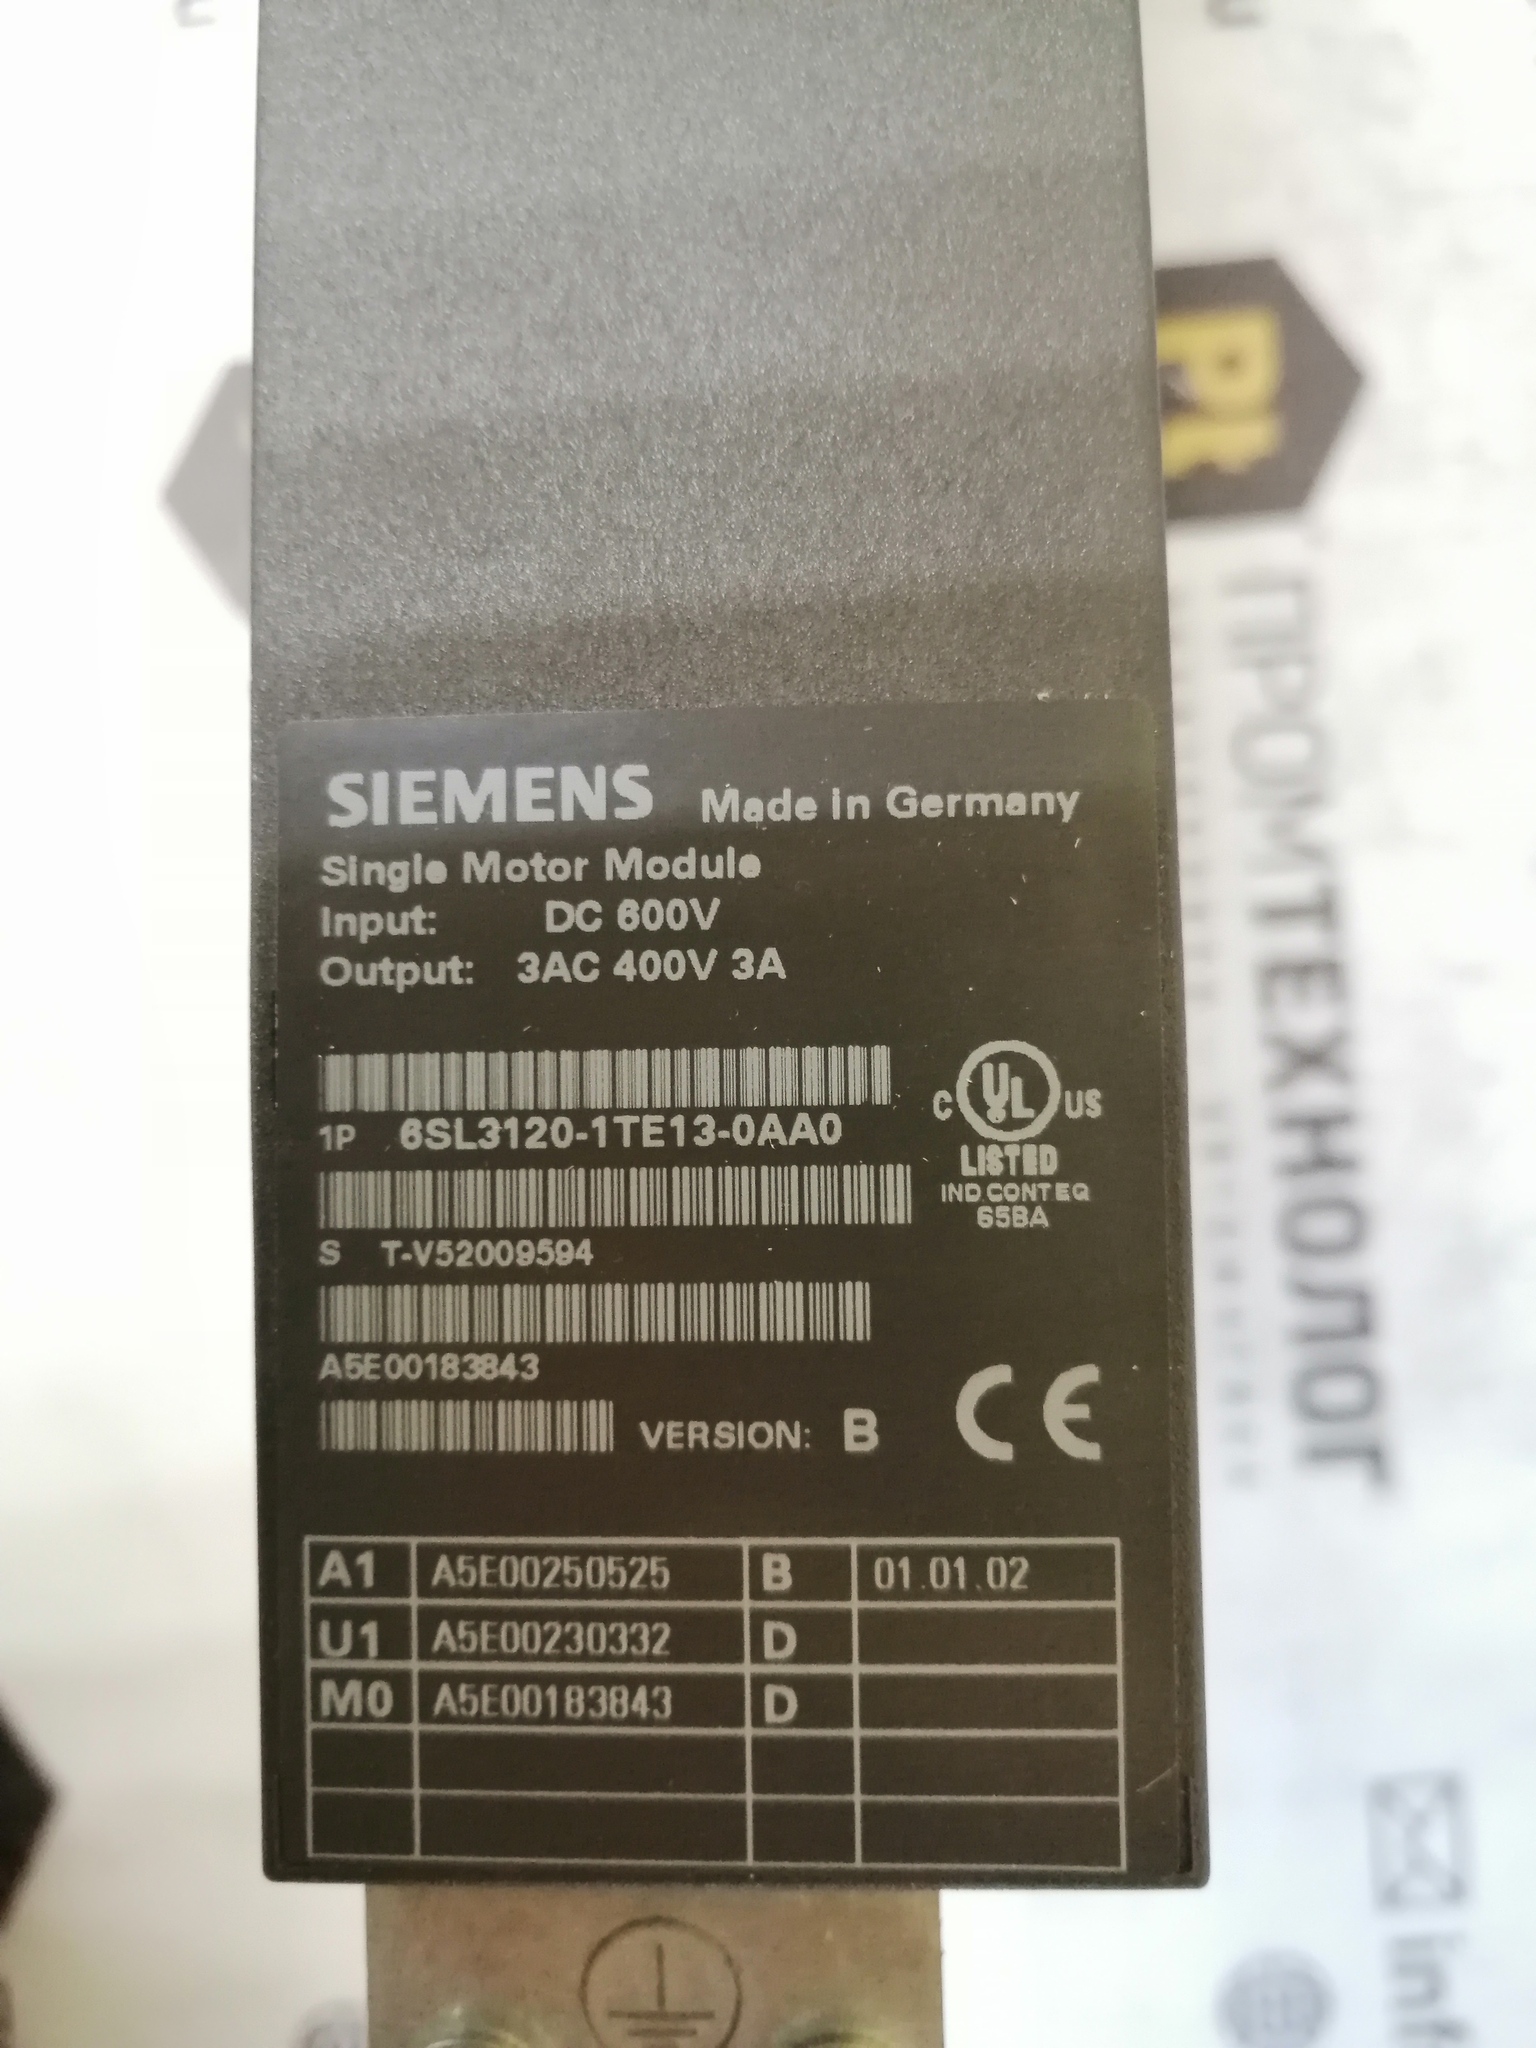 SIEMENS Made in Germany
Single Motor Module
Input: DC 600V
Output: 3AC 400V 3A
1P 6SL3120-1TE13-0AA0
C UL US
LISTED
IND.CONT.EQ
65BA
S T-V52009594
A5E00183843
VERSION: B
CE
A1 A5E00250525 B 01.01.02
U1 A5E00230332 D
M0 A5E00183843 D
ПРОМТЕХНОЛОГ
inf